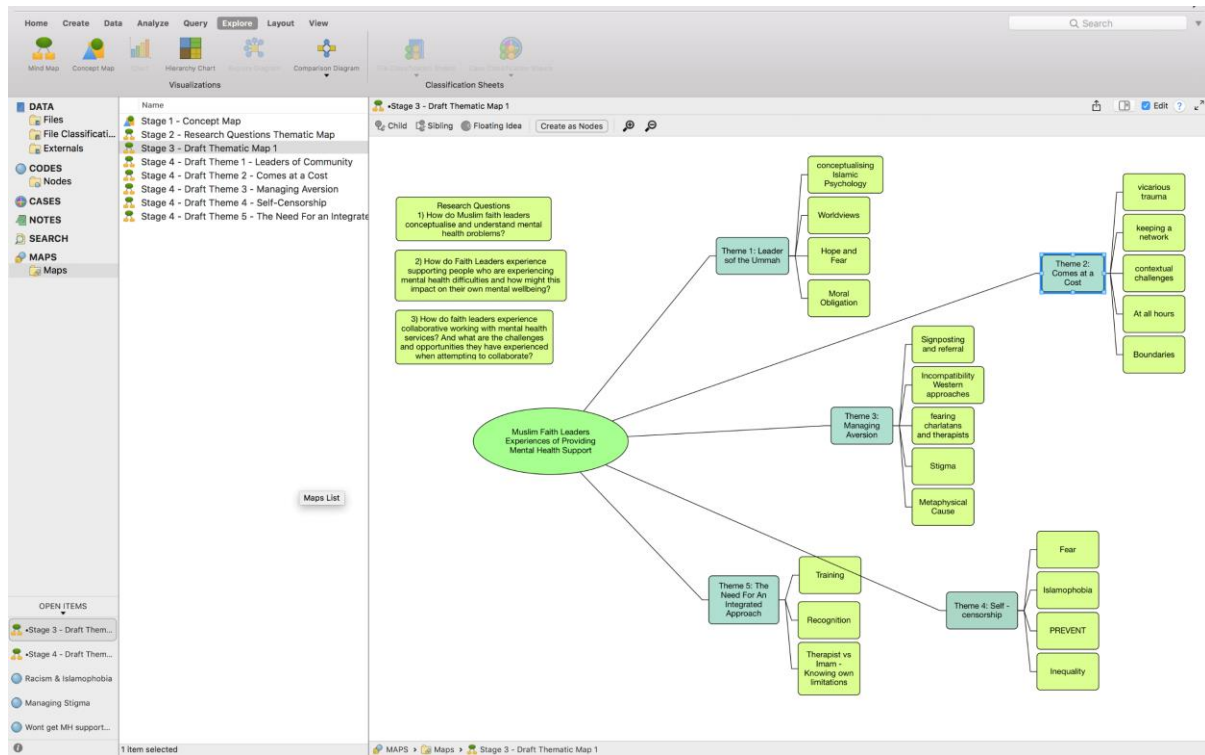 Home Create Data Analyze Query Explore Layout View
Search
Mind Map Concept Map Chart Hierarchy Chart Comparison Diagram
Visualizations Classification Sheets
DATA
Files
File Classificati...
Externals
CODES
Nodes
CASES
NOTES
SEARCH
MAPS
Maps
Name
Stage 1 - Concept Map
Stage 2 - Research Questions Thematic Map
Stage 3 - Draft Thematic Map 1
Stage 4 - Draft Theme 1 - Leaders of Community
Stage 4 - Draft Theme 2 - Comes at a Cost
Stage 4 - Draft Theme 3 - Managing Aversion
Stage 4 - Draft Theme 4 - Self-Censorship
Stage 4 - Draft Theme 5 - The Need For an Integrate
Maps List
•Stage 3 - Draft Thematic Map 1
Edit ?
Child Sibling Floating Idea Create as Nodes
Research Questions
1) How do Muslim faith leaders
conceptualise and understand mental
health problems?
2) How do Faith Leaders experience
supporting people who are experiencing
mental health difficulties and how might this
impact on their own mental wellbeing?
3) How do faith leaders experience
collaborative working with mental health
services? And what are the challenges
and opportunities they have experienced
when attempting to collaborate?
Muslim Faith Leaders
Experiences of Providing
Mental Health Support
Theme 1: Leader
sof the Ummah
conceptualising
Islamic
Psychology
Worldviews
Hope and
Fear
Moral
Obligation
Theme 2:
Comes at a
Cost
vicarious
trauma
keeping a
network
contextual
challenges
At all hours
Boundaries
Theme 3:
Managing
Aversion
Signposting
and referral
Incompatibility
Western
approaches
fearing
charlatans
and therapists
Stigma
Metaphysical
Cause
Theme 5: The
Need For An
Integrated
Approach
Training
Recognition
Therapist vs
Imam -
Knowing own
limitations
Theme 4: Self -
censorship
Fear
Islamophobia
PREVENT
Inequality
OPEN ITEMS
•Stage 3 - Draft Them...
•Stage 4 - Draft Them...
Racism & Islamophobia
Managing Stigma
Wont get MH support...
1 item selected
MAPS › Maps › Stage 3 - Draft Thematic Map 1